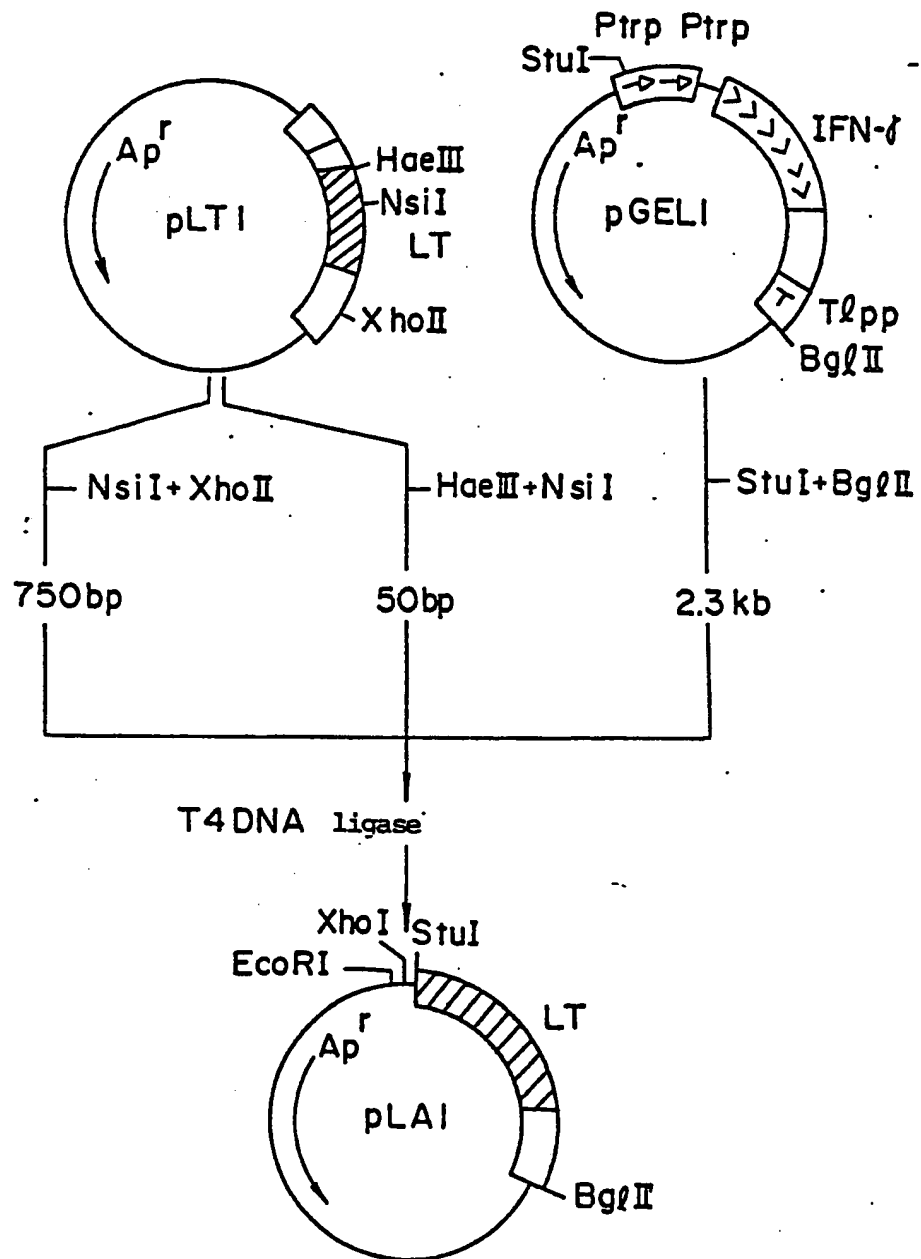 Ptrp Ptrp
StuI
Ap^r
HaeIII
NsiI
LT
XhoII
pLT1
IFN-γ
Ap^r
pGEL1
Tℓpp
BgℓII
NsiI+XhoII
HaeIII+NsiI
StuI+BgℓII
750bp
50bp
2.3kb
T4DNA ligase
XhoI
StuI
EcoRI
LT
Ap^r
pLA1
BgℓII